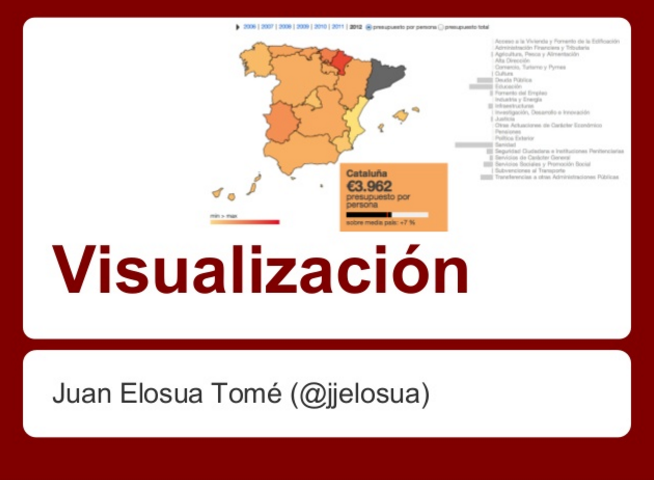 2006 | 2007 | 2008 | 2009 | 2010 | 2011 | 2012 presupuesto por persona presupuesto total
Acceso a la Vivienda y Fomento de la Edificación
Administración Financiera y Tributaria
Agricultura, Pesca y Alimentación
Alta Dirección
Comercio, Turismo y Pymes
Cultura
Deuda Pública
Educación
Fomento del Empleo
Industria y Energía
Infraestructuras
Investigación, Desarrollo e Innovación
Justicia
Otras Actuaciones de Carácter Económico
Pensiones
Política Exterior
Sanidad
Seguridad Ciudadana e Instituciones Penitenciarias
Servicios de Carácter General
Servicios Sociales y Promoción Social
Subvenciones al Transporte
Transferencias a otras Administraciones Públicas
Cataluña
€3.962
presupuesto por
persona
sobre media país: +7 %
mín > max
Visualización
Juan Elosua Tomé (@jjelosua)